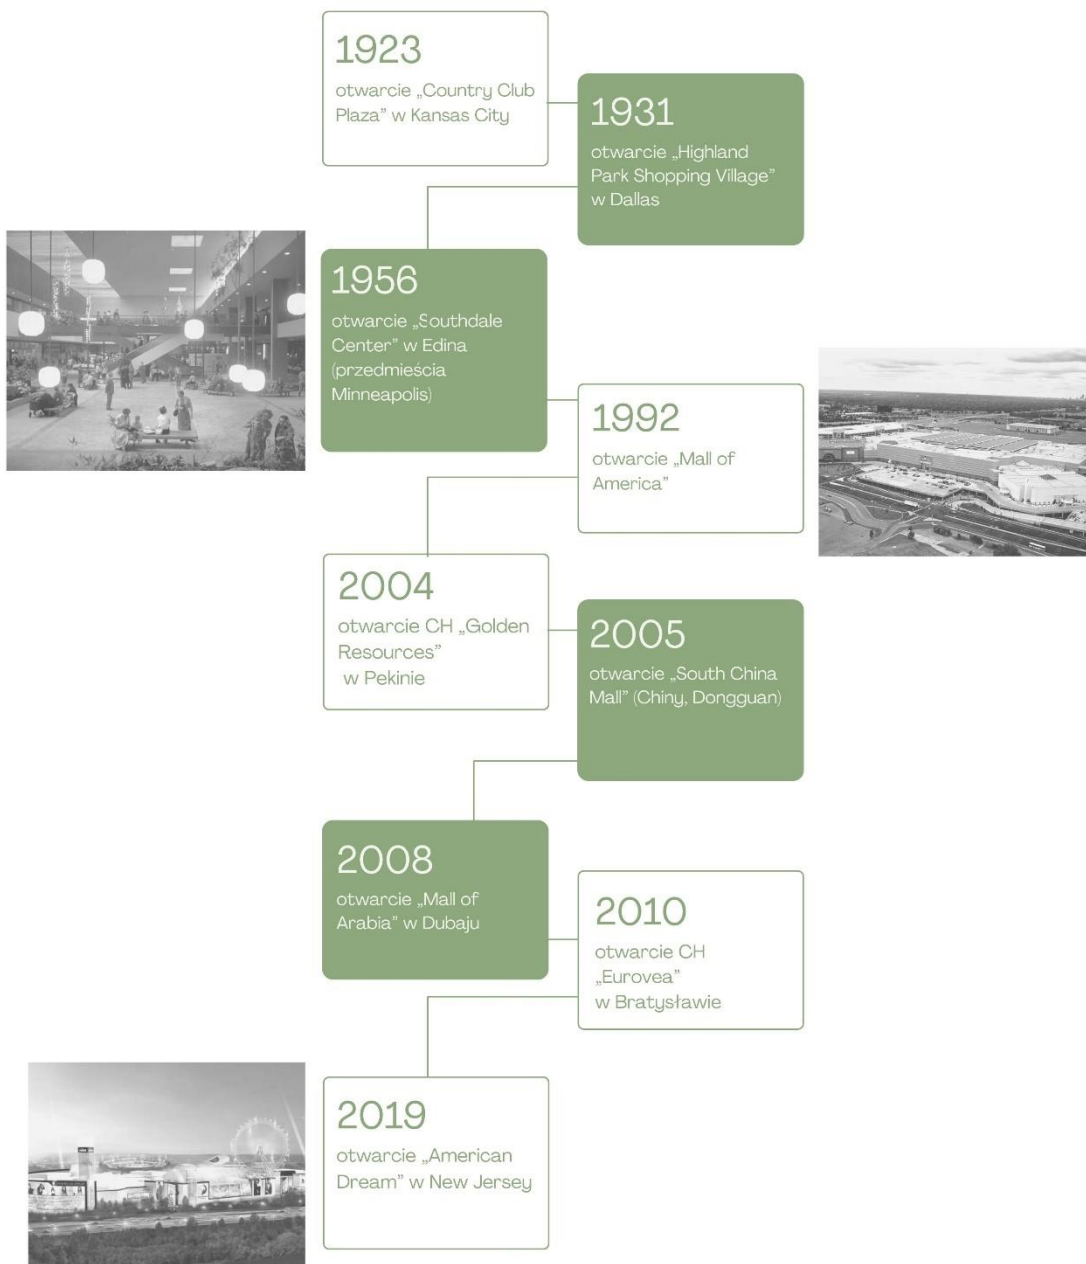 1923
otwarcie „Country Club
Plaza” w Kansas City
1931
otwarcie „Highland
Park Shopping Village”
w Dallas
1956
otwarcie „Southdale
Center” w Edina
(przedmieścia
Minneapolis)
1992
otwarcie „Mall of
America”
2004
otwarcie CH „Golden
Resources”
w Pekinie
2005
otwarcie „South China
Mall” (Chiny, Dongguan)
2008
otwarcie „Mall of
Arabia” w Dubaju
2010
otwarcie CH
„Eurovea”
w Bratysławie
2019
otwarcie „American
Dream” w New Jersey